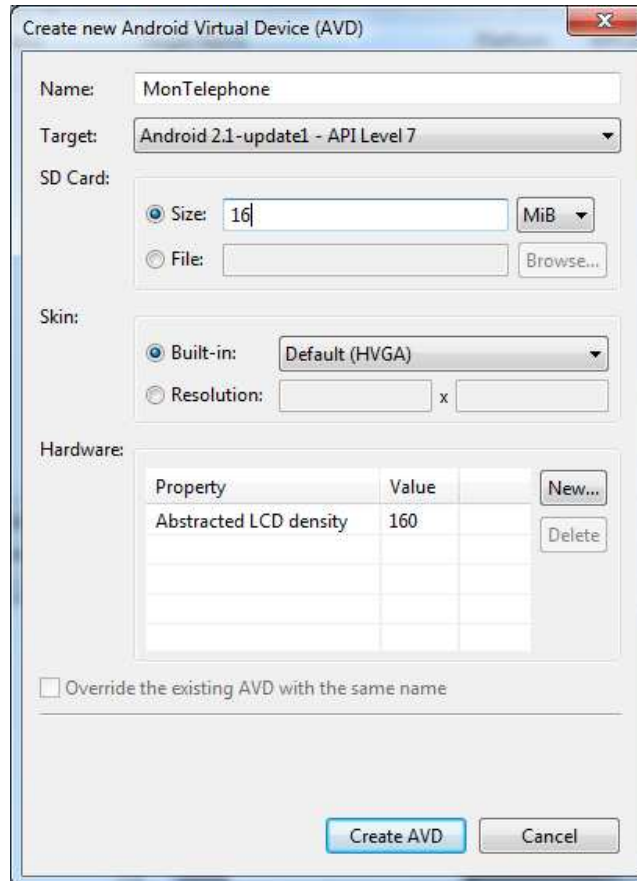 Create new Android Virtual Device (AVD)
Name: MonTelephone
Target: Android 2.1-update1 - API Level 7
SD Card:
Size: 16 MiB
File: Browse...
Skin:
Built-in: Default (HVGA)
Resolution: x
Hardware:
Property Value New...
Abstracted LCD density 160
Delete
Override the existing AVD with the same name
Create AVD Cancel